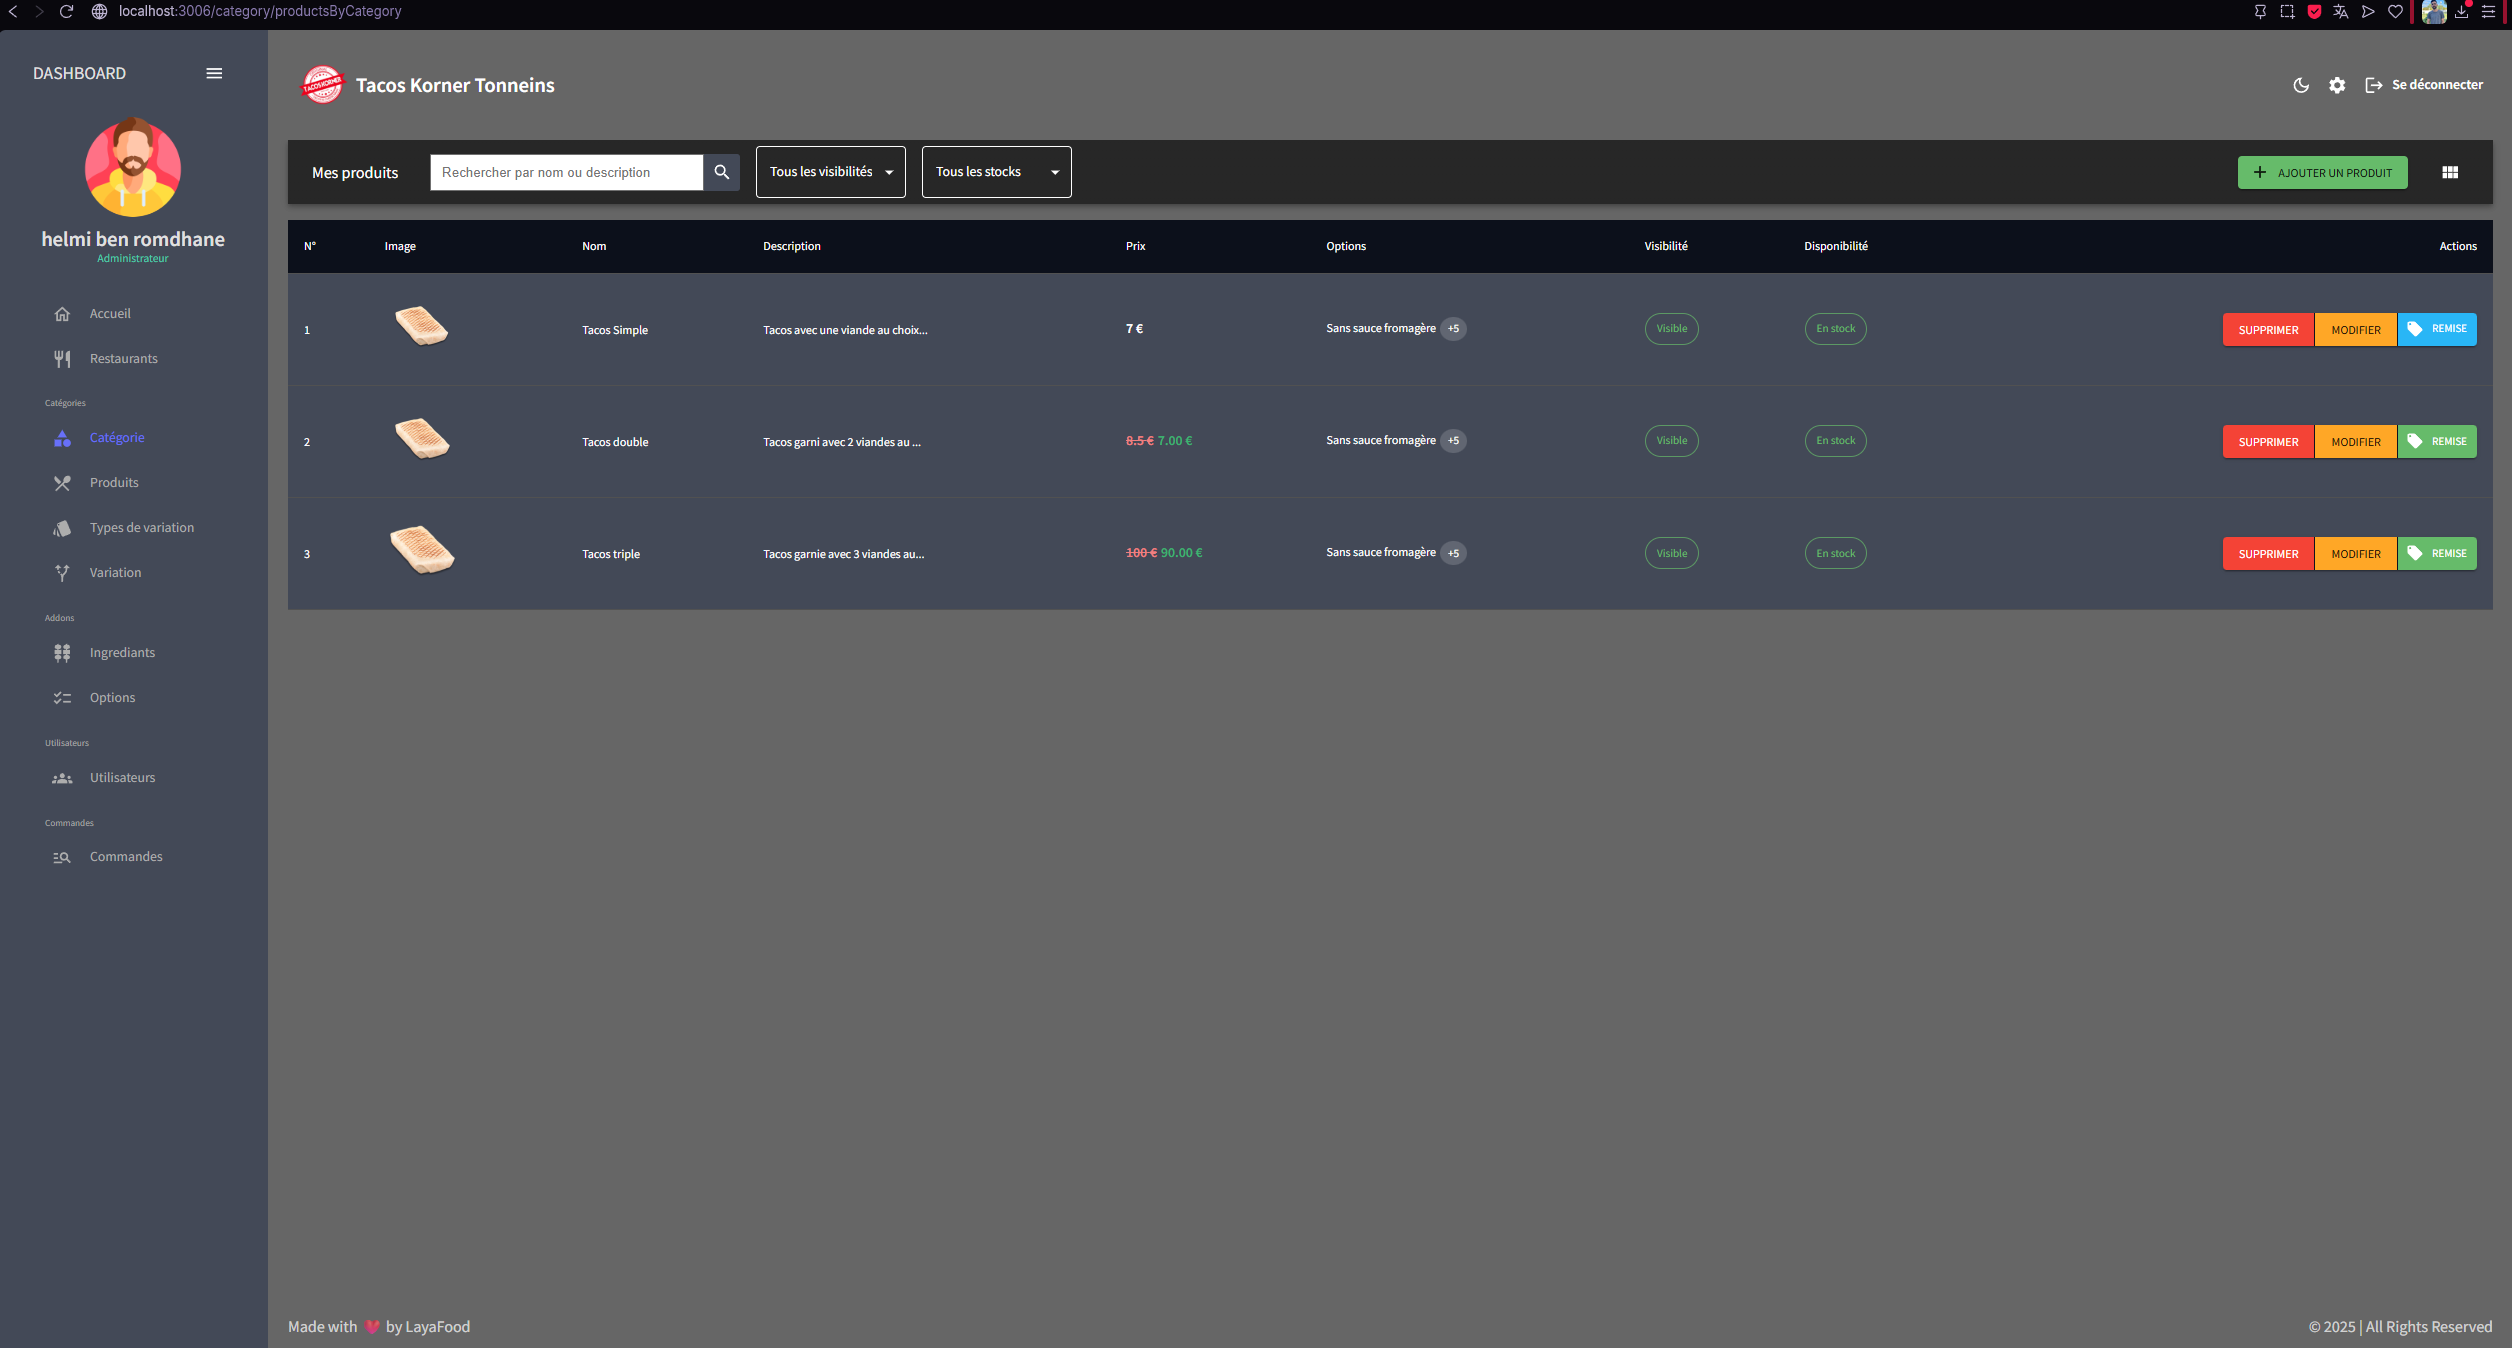 localhost:3006/category/productsByCategory
DASHBOARD
helmi ben romdhane
Administrateur
Accueil
Restaurants
Catégories
Catégorie
Produits
Types de variation
Variation
Addons
Ingrediants
Options
Utilisateurs
Utilisateurs
Commandes
Commandes
TACOS KORNER
Tacos Korner Tonneins
Se déconnecter
Mes produits
Rechercher par nom ou description
Tous les visibilités
Tous les stocks
AJOUTER UN PRODUIT
N° Image Nom Description Prix Options Visibilité Disponibilité Actions
1 Tacos Simple Tacos avec une viande au choix... 7 € Sans sauce fromagère +5 Visible En stock SUPPRIMER MODIFIER REMISE
2 Tacos double Tacos garni avec 2 viandes au ... 8.5 € 7.00 € Sans sauce fromagère +5 Visible En stock SUPPRIMER MODIFIER REMISE
3 Tacos triple Tacos garnie avec 3 viandes au... 100 € 90.00 € Sans sauce fromagère +5 Visible En stock SUPPRIMER MODIFIER REMISE
Made with 💗 by LayaFood
© 2025 | All Rights Reserved